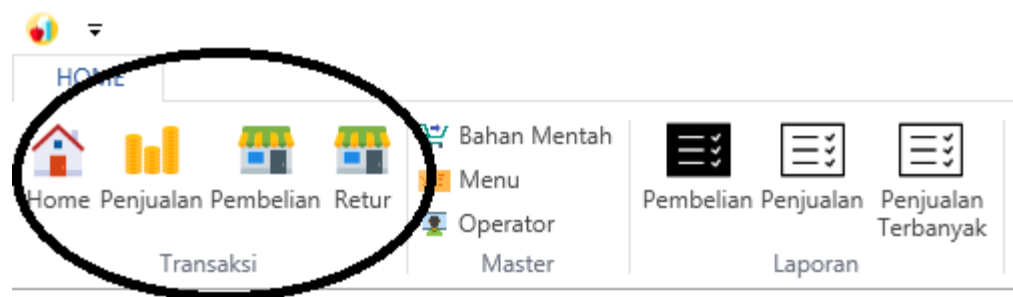 HOME
Home Penjualan Pembelian Retur
Transaksi
Bahan Mentah
Menu
Operator
Master
Pembelian Penjualan Penjualan
Terbanyak
Laporan